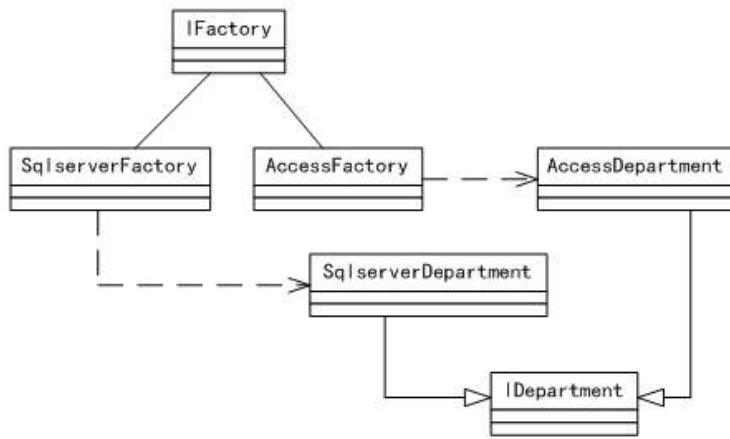 IFactory
SqlserverFactory
AccessFactory
AccessDepartment
SqlserverDepartment
IDepartment